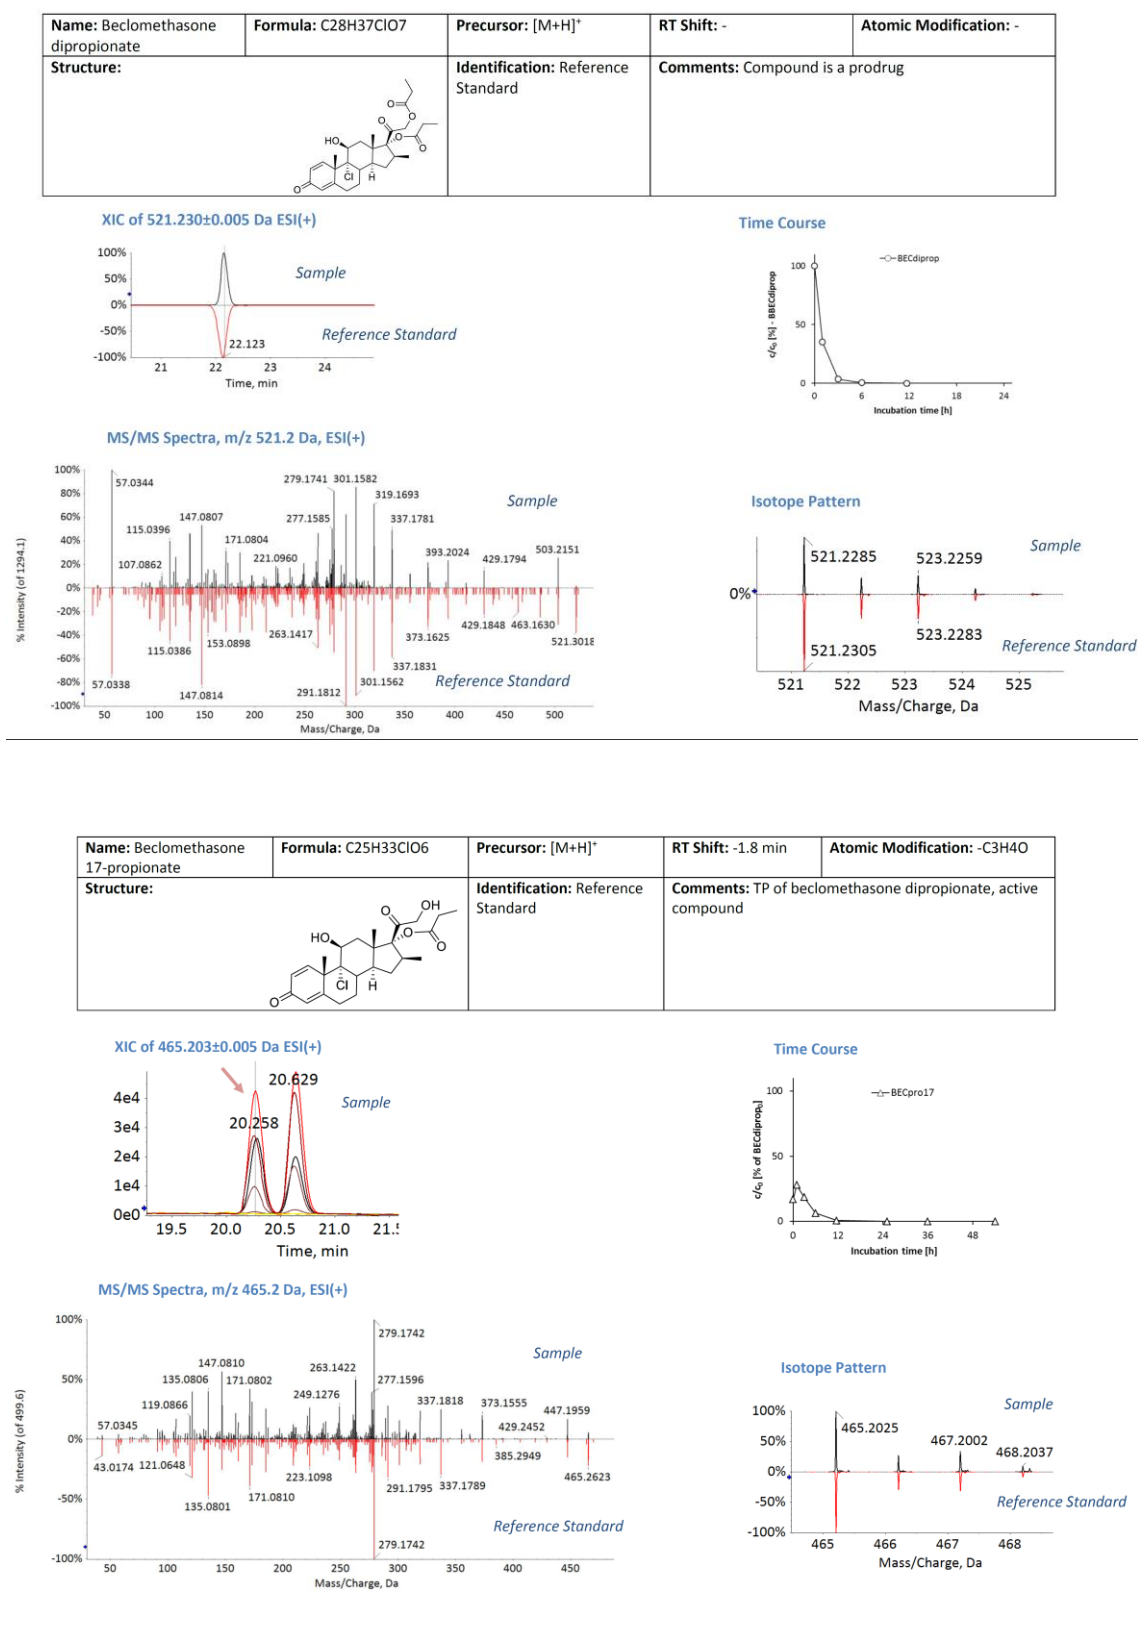 Name: Beclomethasone dipropionate
Formula: C28H37ClO7
Precursor: [M+H]+
RT Shift: -
Atomic Modification: -
Structure:
O
O
O
O
O
HO
Cl
H
O
Identification: Reference Standard
Comments: Compound is a prodrug
XIC of 521.230±0.005 Da ESI(+)
100%
50%
0%
-50%
-100%
Sample
Reference Standard
22.123
21 22 23 24
Time, min
Time Course
BECdiprop
c/c0 [%] - BBECdiprop
100
50
0
0 6 12 18 24
Incubation time [h]
MS/MS Spectra, m/z 521.2 Da, ESI(+)
% Intensity (of 1294.1)
100%
80%
60%
40%
20%
0%
-20%
-40%
-60%
-80%
-100%
57.0344
279.1741 301.1582
319.1693
Sample
147.0807
277.1585
337.1781
115.0396
171.0804
107.0862
221.0960
393.2024
429.1794
503.2151
115.0386
153.0898
263.1417
373.1625
429.1848
463.1630
521.3018
57.0338
147.0814
291.1812
301.1562
337.1831
Reference Standard
50 100 150 200 250 300 350 400 450 500
Mass/Charge, Da
Isotope Pattern
Sample
521.2285
523.2259
0%
521.2305
523.2283
Reference Standard
521 522 523 524 525
Mass/Charge, Da
Name: Beclomethasone 17-propionate
Formula: C25H33ClO6
Precursor: [M+H]+
RT Shift: -1.8 min
Atomic Modification: -C3H4O
Structure:
O
OH
O
O
HO
Cl
H
O
Identification: Reference Standard
Comments: TP of beclomethasone dipropionate, active compound
XIC of 465.203±0.005 Da ESI(+)
4e4
3e4
2e4
1e4
0e0
20.629
20.258
Sample
19.5 20.0 20.5 21.0 21.:
Time, min
Time Course
BECpro17
c/c0 [% of BECdiprop0]
100
50
0
0 12 24 36 48
Incubation time [h]
MS/MS Spectra, m/z 465.2 Da, ESI(+)
% Intensity (of 499.6)
100%
50%
0%
-50%
-100%
279.1742
Sample
147.0810
263.1422
135.0806
171.0802
277.1596
119.0866
249.1276
337.1818
373.1555
447.1959
57.0345
429.2452
43.0174
121.0648
223.1098
385.2949
465.2623
135.0801
171.0810
291.1795
337.1789
Reference Standard
279.1742
50 100 150 200 250 300 350 400 450
Mass/Charge, Da
Isotope Pattern
Sample
100%
50%
0%
-50%
-100%
465.2025
467.2002
468.2037
Reference Standard
465 466 467 468
Mass/Charge, Da